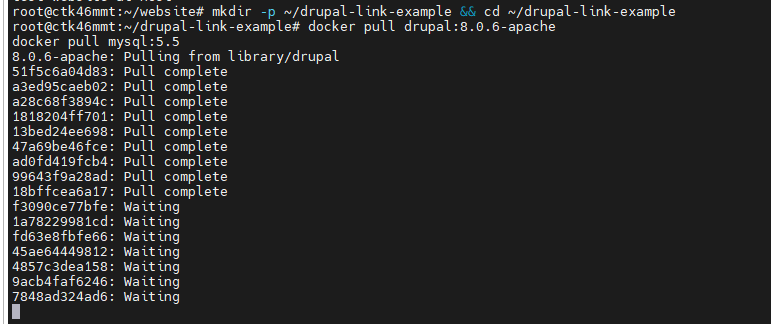 root@ctk46mmt:~/website# mkdir -p ~/drupal-link-example && cd ~/drupal-link-example
root@ctk46mmt:~/drupal-link-example# docker pull drupal:8.0.6-apache
docker pull mysql:5.5
8.0.6-apache: Pulling from library/drupal
51f5c6a04d83: Pull complete
a3ed95caeb02: Pull complete
a28c68f3894c: Pull complete
1818204ff701: Pull complete
13bed24ee698: Pull complete
47a69be46fce: Pull complete
ad0fd419fcb4: Pull complete
99643f9a28ad: Pull complete
18bffcea6a17: Pull complete
f3090ce77bfe: Waiting
1a78229981cd: Waiting
fd63e8fbfe66: Waiting
45ae64449812: Waiting
4857c3dea158: Waiting
9acb4faf6246: Waiting
7848ad324ad6: Waiting